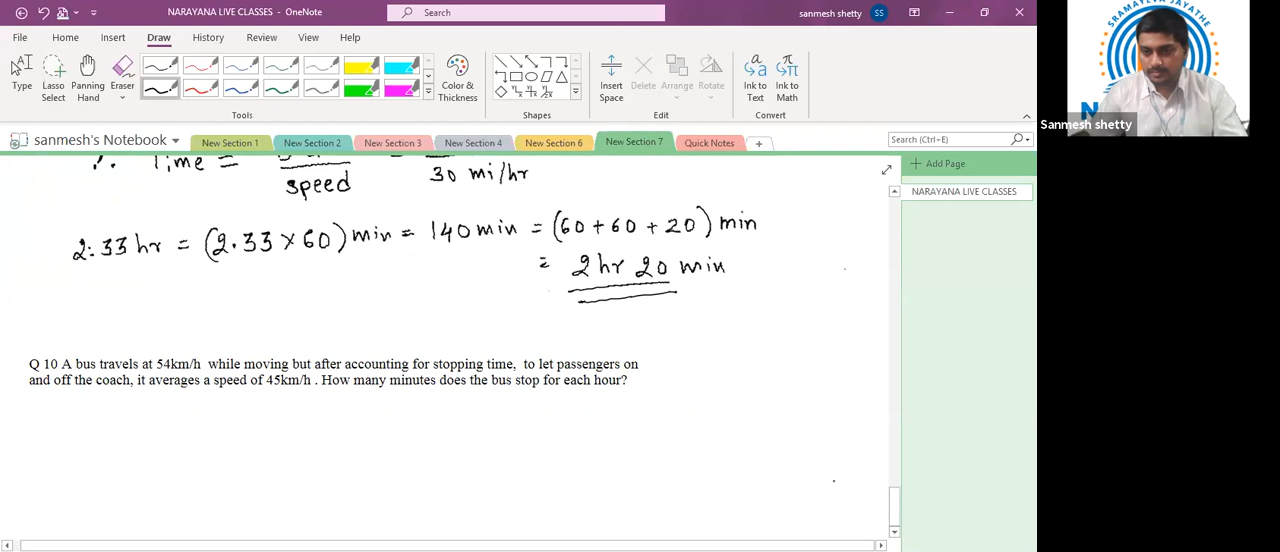 NARAYANA LIVE CLASSES - OneNote
Search
sanmesh shetty
SS
File Home Insert Draw History Review View Help
Type
Lasso Select
Panning Hand
Eraser
Color & Thickness
Insert Space
Delete
Arrange
Rotate
Ink to Text
Ink to Math
Tools
Shapes
Edit
Convert
SRAMAYEVA JAYATHE
N
Sanmesh shetty
sanmesh's Notebook
New Section 1 New Section 2 New Section 3 New Section 4 New Section 6 New Section 7 Quick Notes +
Search (Ctrl+E)
Add Page
NARAYANA LIVE CLASSES
∴ Time =
speed
=
30 mi/hr
2.33 hr = (2.33 × 60) min = 140 min = (60 + 60 + 20) min
= 2 hr 20 min
Q 10 A bus travels at 54km/h while moving but after accounting for stopping time, to let passengers on
and off the coach, it averages a speed of 45km/h . How many minutes does the bus stop for each hour?